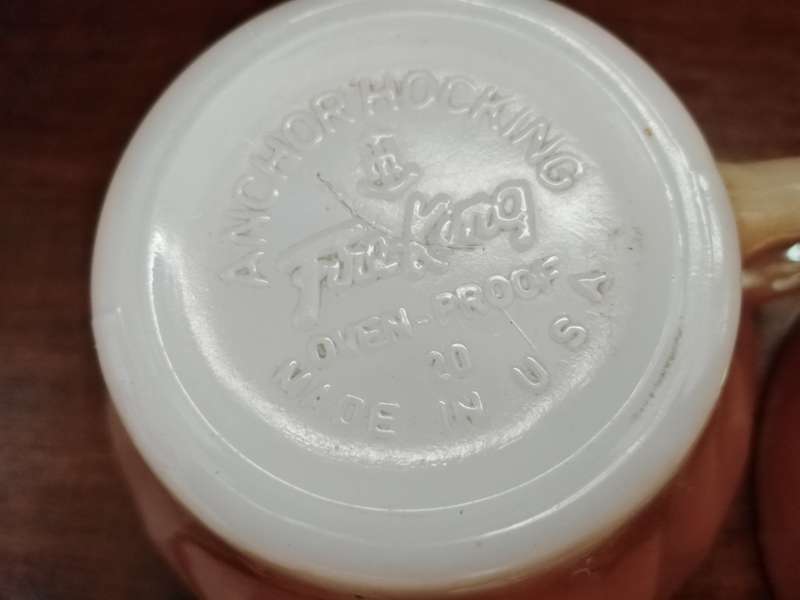 ANCHOR HOCKING
Fire-King
OVEN-PROOF
20
MADE IN U.S.A